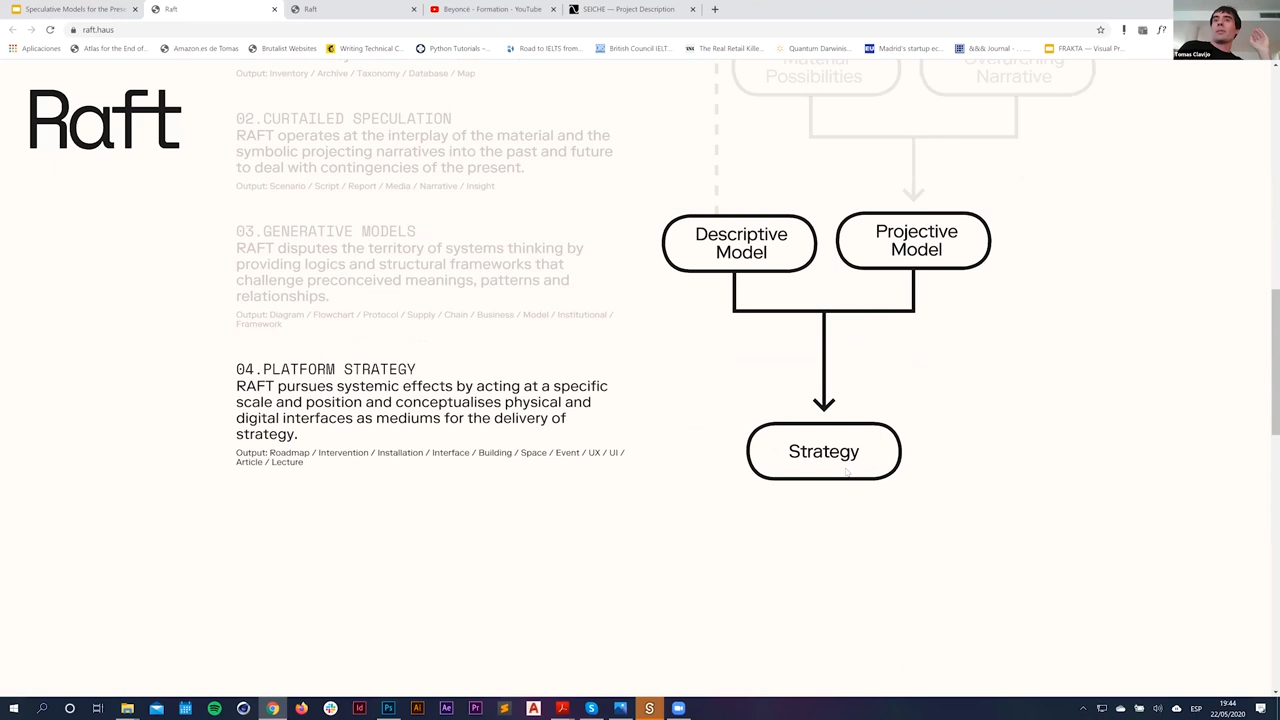 Speculative Models for the Pres
Raft
Raft
Beyoncé - Formation - YouTube
SEICHE — Project Description
raft.haus
Aplicaciones
Atlas for the End of...
Amazon.es de Tomas
Brutalist Websites
Writing Technical C...
Python Tutorials –...
Road to IELTS from...
British Council IELT...
The Real Retail Kille...
Quantum Darwinis...
Madrid's startup ec...
&&& Journal - ... ...
FRAKTA — Visual Pr...
Tomas Clavijo
Raft
Output: Inventory / Archive / Taxonomy / Database / Map
02.CURTAILED SPECULATION
RAFT operates at the interplay of the material and the
symbolic projecting narratives into the past and future
to deal with contingencies of the present.
Output: Scenario / Script / Report / Media / Narrative / Insight
03.GENERATIVE MODELS
RAFT disputes the territory of systems thinking by
providing logics and structural frameworks that
challenge preconceived meanings, patterns and
relationships.
Output: Diagram / Flowchart / Protocol / Supply / Chain / Business / Model / Institutional /
Framework
04.PLATFORM STRATEGY
RAFT pursues systemic effects by acting at a specific
scale and position and conceptualises physical and
digital interfaces as mediums for the delivery of
strategy.
Output: Roadmap / Intervention / Installation / Interface / Building / Space / Event / UX / UI /
Article / Lecture
Material
Possibilities
Overarching
Narrative
Descriptive
Model
Projective
Model
Strategy
ESP
19:44
22/05/2020